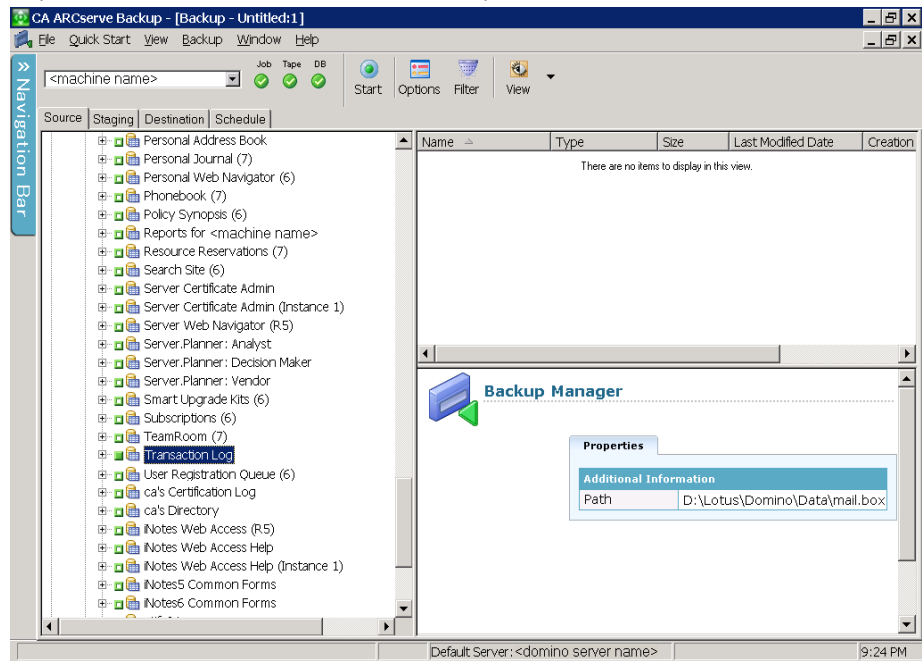 CA ARCserve Backup - [Backup - Untitled:1]
File Quick Start View Backup Window Help
Job Tape DB
<machine name>
Start Options Filter View
» Navigation Bar
Source Staging Destination Schedule
Personal Address Book
Personal Journal (7)
Personal Web Navigator (6)
Phonebook (7)
Policy Synopsis (6)
Reports for <machine name>
Resource Reservations (7)
Search Site (6)
Server Certificate Admin
Server Certificate Admin (Instance 1)
Server Web Navigator (R5)
Server.Planner: Analyst
Server.Planner: Decision Maker
Server.Planner: Vendor
Smart Upgrade Kits (6)
Subscriptions (6)
TeamRoom (7)
Transaction Log
User Registration Queue (6)
ca's Certification Log
ca's Directory
iNotes Web Access (R5)
iNotes Web Access Help
iNotes Web Access Help (Instance 1)
iNotes5 Common Forms
iNotes6 Common Forms
Name Type Size Last Modified Date Creation
There are no items to display in this view.
Backup Manager
Properties
Additional Information
Path D:\Lotus\Domino\Data\mail.box
Default Server: <domino server name> 9:24 PM